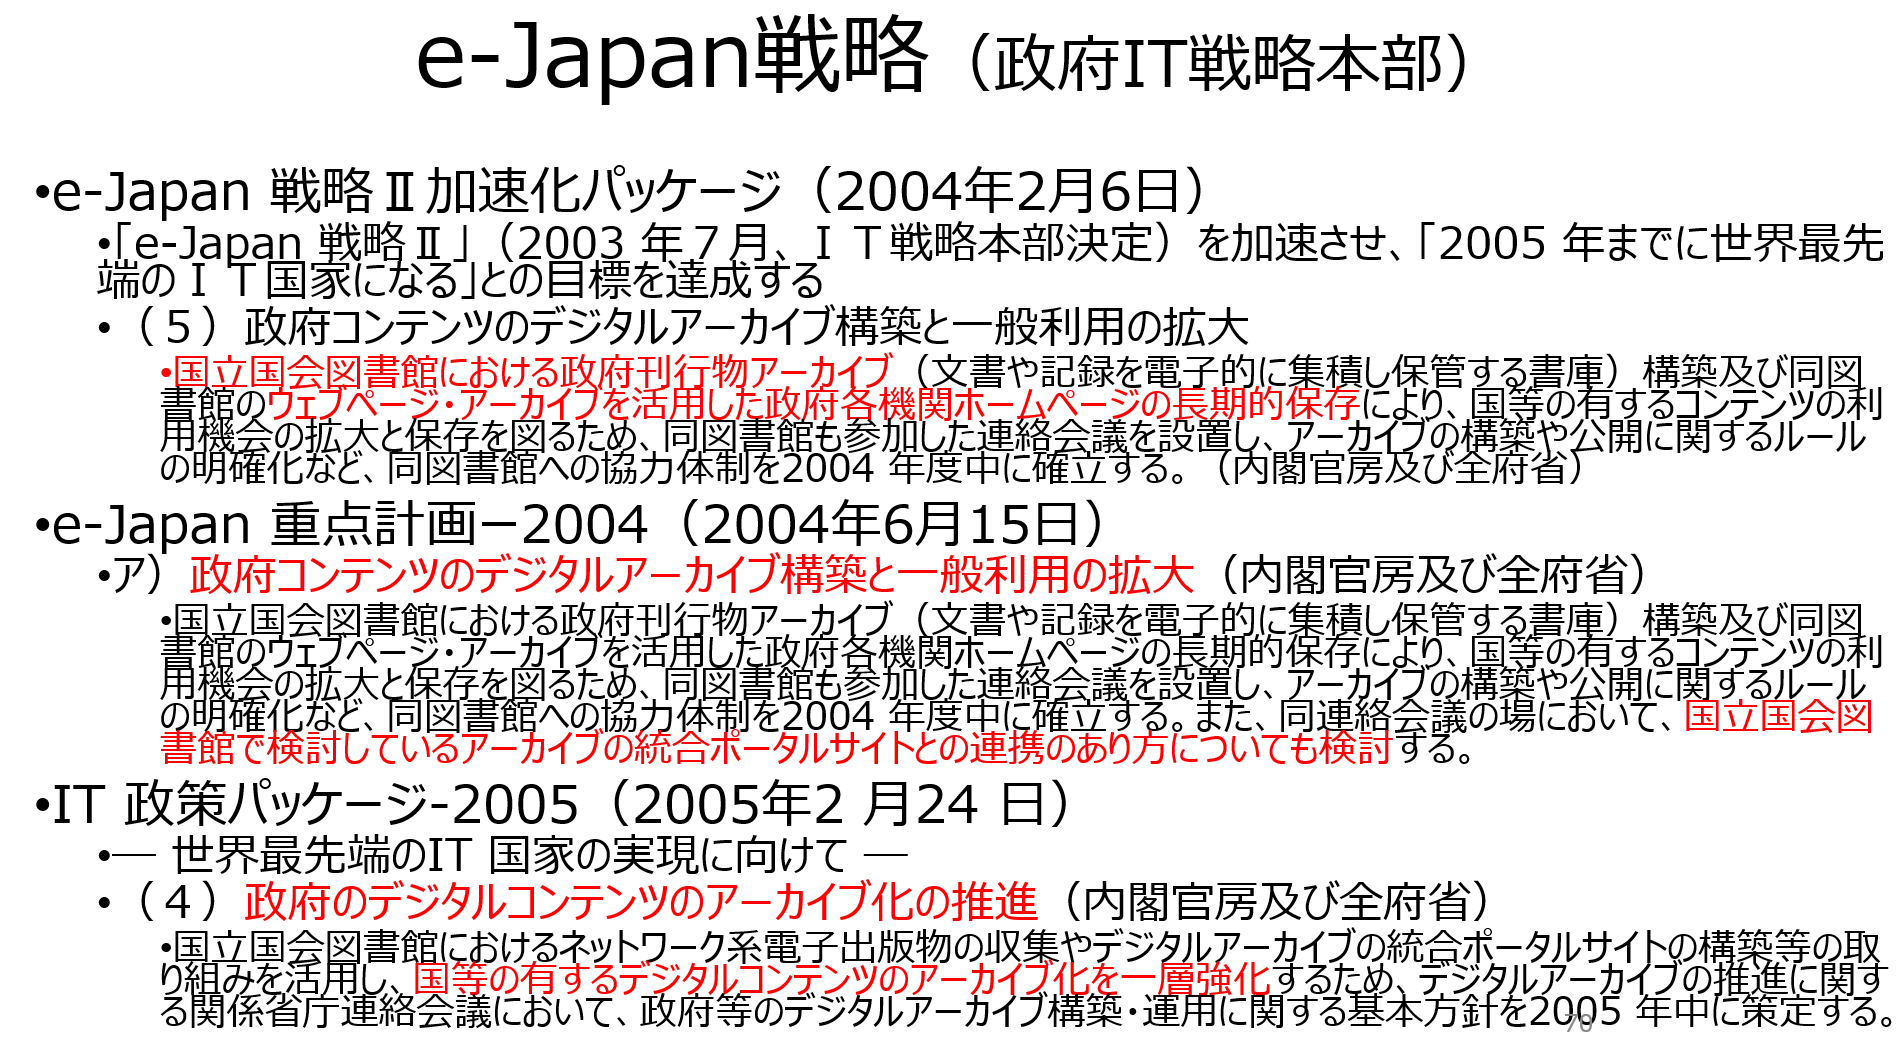 e-Japan戦略（政府IT戦略本部）
•e-Japan 戦略Ⅱ加速化パッケージ（2004年2月6日）
•「e-Japan 戦略Ⅱ」（2003 年７月、ＩＴ戦略本部決定）を加速させ、「2005 年までに世界最先
端のＩＴ国家になる」との目標を達成する
•（５）政府コンテンツのデジタルアーカイブ構築と一般利用の拡大
•国立国会図書館における政府刊行物アーカイブ（文書や記録を電子的に集積し保管する書庫）構築及び同図
書館のウェブページ・アーカイブを活用した政府各機関ホームページの長期的保存により、国等の有するコンテンツの利
用機会の拡大と保存を図るため、同図書館も参加した連絡会議を設置し、アーカイブの構築や公開に関するルール
の明確化など、同図書館への協力体制を2004 年度中に確立する。（内閣官房及び全府省）
•e-Japan 重点計画－2004（2004年6月15日）
•ア）政府コンテンツのデジタルアーカイブ構築と一般利用の拡大（内閣官房及び全府省）
•国立国会図書館における政府刊行物アーカイブ（文書や記録を電子的に集積し保管する書庫）構築及び同図
書館のウェブページ・アーカイブを活用した政府各機関ホームページの長期的保存により、国等の有するコンテンツの利
用機会の拡大と保存を図るため、同図書館も参加した連絡会議を設置し、アーカイブの構築や公開に関するルール
の明確化など、同図書館への協力体制を2004 年度中に確立する。また、同連絡会議の場において、国立国会図
書館で検討しているアーカイブの統合ポータルサイトとの連携のあり方についても検討する。
•IT 政策パッケージ-2005（2005年2 月24 日）
•― 世界最先端のIT 国家の実現に向けて ―
•（４）政府のデジタルコンテンツのアーカイブ化の推進（内閣官房及び全府省）
•国立国会図書館におけるネットワーク系電子出版物の収集やデジタルアーカイブの統合ポータルサイトの構築等の取
り組みを活用し、国等の有するデジタルコンテンツのアーカイブ化を一層強化するため、デジタルアーカイブの推進に関す
る関係省庁連絡会議において、政府等のデジタルアーカイブ構築・運用に関する基本方針を2005 年中に策定する。
70